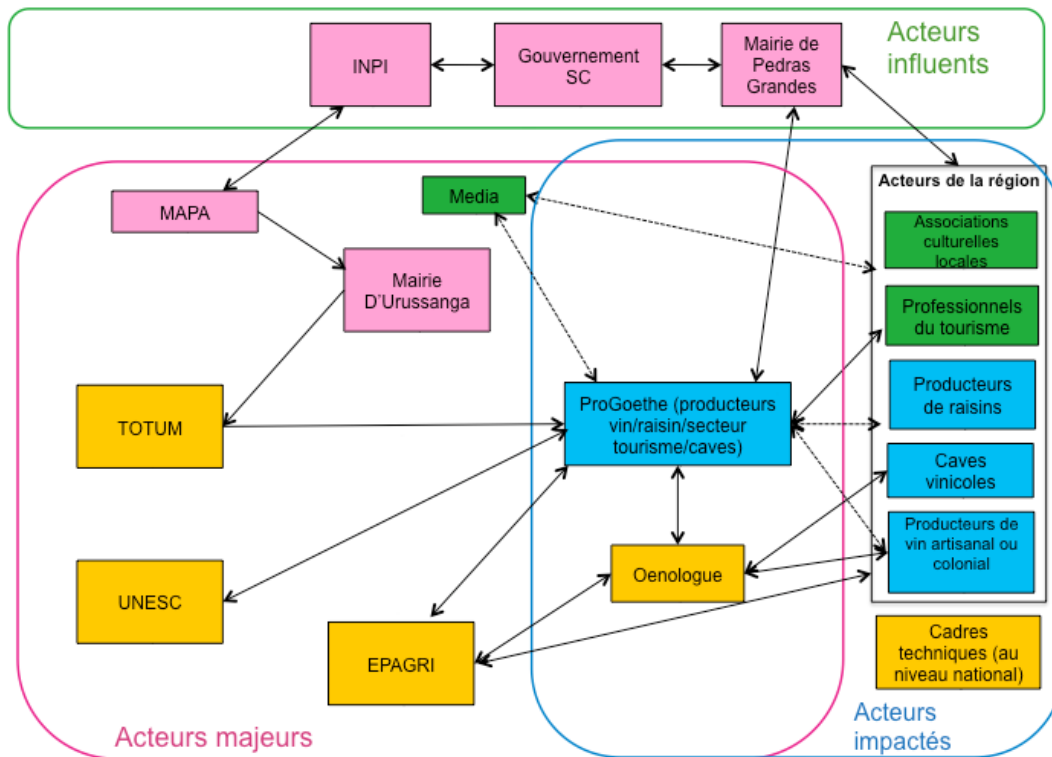 Acteurs
influents
INPI
Gouvernement
SC
Mairie de
Pedras
Grandes
Acteurs de la région
MAPA
Media
Associations
culturelles
locales
Mairie
D'Urussanga
Professionnels
du tourisme
TOTUM
ProGoethe (producteurs
vin/raisin/secteur
tourisme/caves)
Producteurs
de raisins
Caves
vinicoles
Producteurs de
vin artisanal ou
colonial
UNESC
Oenologue
EPAGRI
Cadres
techniques (au
niveau national)
Acteurs majeurs
Acteurs
impactés